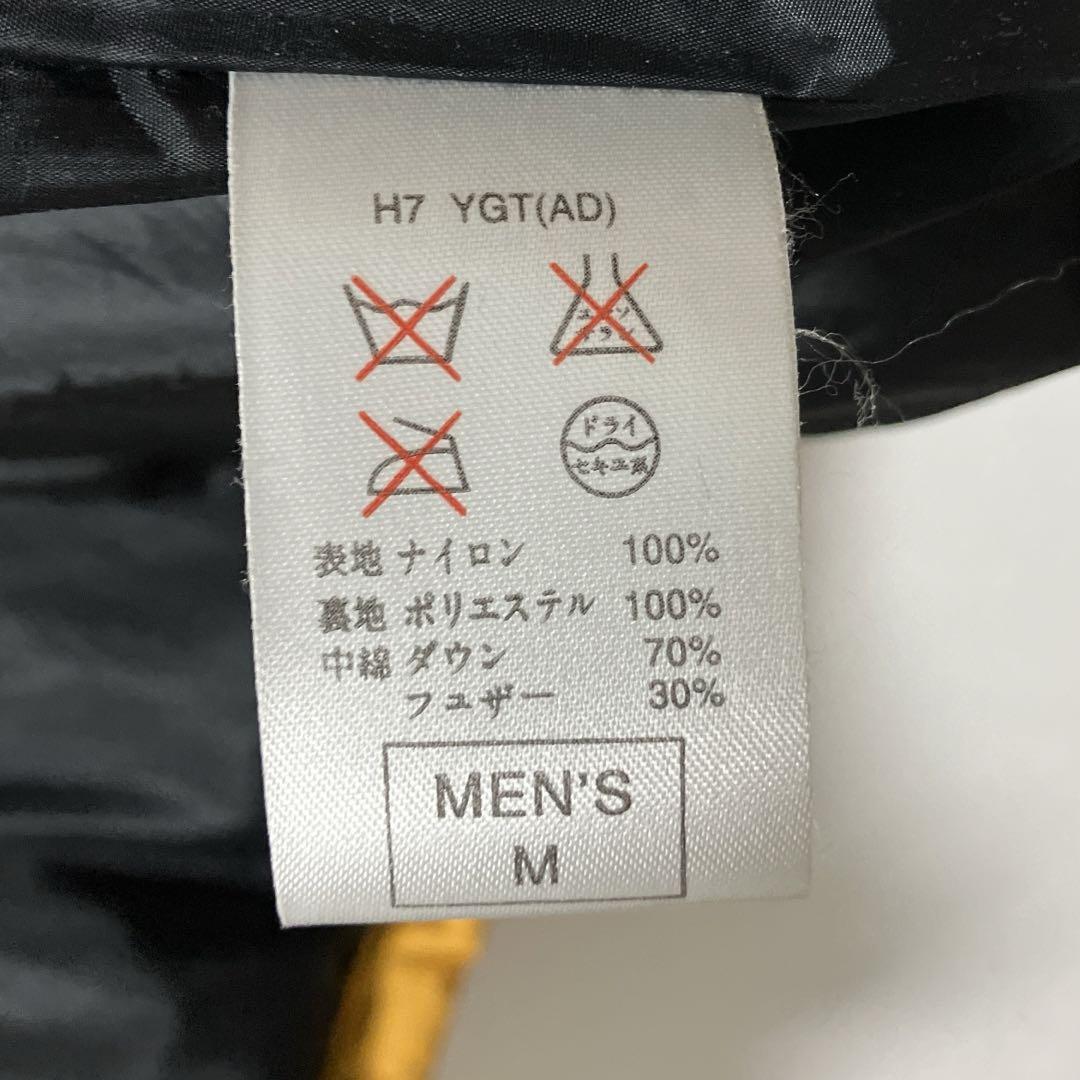 H7 YGT(AD)
エンソ
サラシ
ドライ
セキユ系
表地 ナイロン 100%
裏地 ポリエステル 100%
中綿 ダウン 70%
フェザー 30%
MEN'S
M